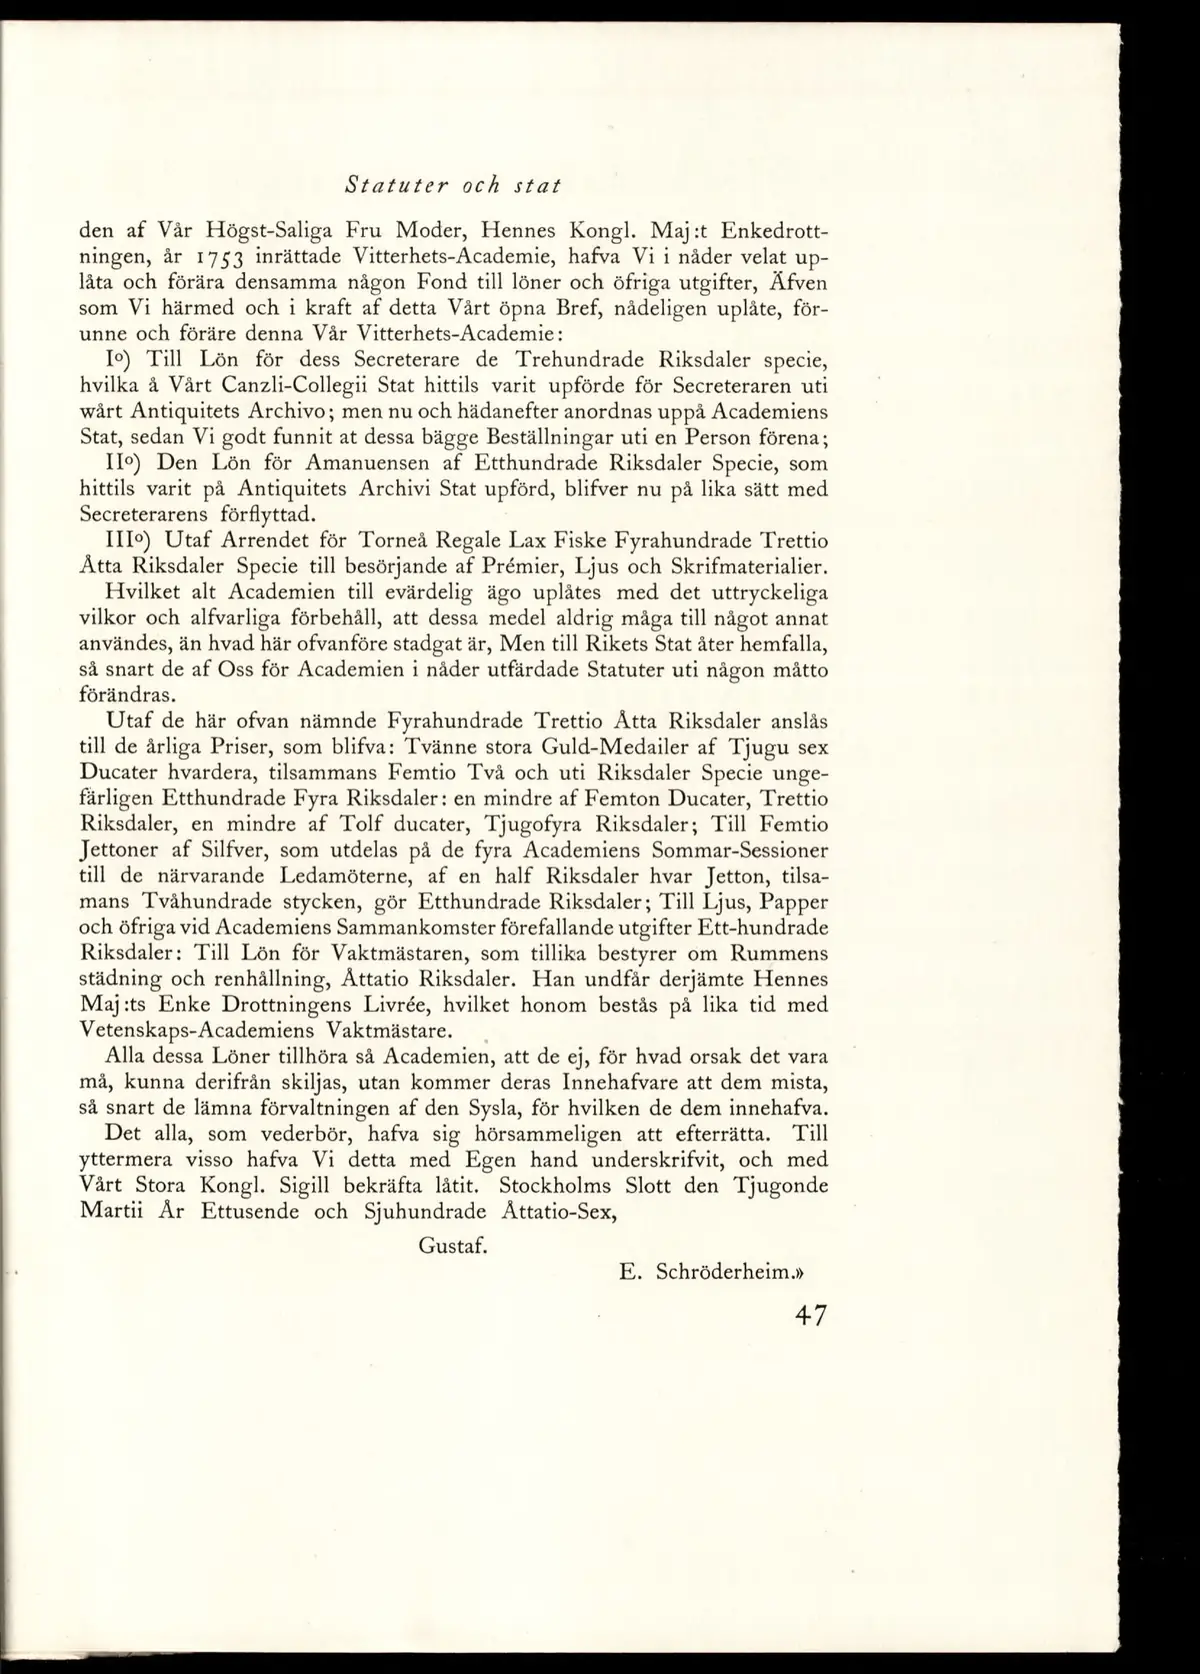 Statuter och stat
den af Vår Högst-Saliga Fru Moder, Hennes Kongl. Maj:t Enkedrott-
ningen, år 1753 inrättade Vitterhets-Academie, hafva Vi i nåder velat up-
låta och förära densamma någon Fond till löner och öfriga utgifter, Äfven
som Vi härmed och i kraft af detta Vårt öpna Bref, nådeligen uplåte, för-
unne och föräre denna Vår Vitterhets-Academie:
Iº) Till Lön för dess Secreterare de Trehundrade Riksdaler specie,
hvilka å Vårt Canzli-Collegii Stat hittils varit upförde för Secreteraren uti
wårt Antiquitets Archivo; men nu och hädanefter anordnas uppå Academiens
Stat, sedan Vi godt funnit at dessa bägge Beställningar uti en Person förena;
IIº) Den Lön för Amanuensen af Etthundrade Riksdaler Specie, som
hittils varit på Antiquitets Archivi Stat upförd, blifver nu på lika sätt med
Secreterarens förflyttad.
IIIº) Utaf Arrendet för Torneå Regale Lax Fiske Fyrahundrade Trettio
Åtta Riksdaler Specie till besörjande af Prémier, Ljus och Skrifmaterialier.
Hvilket alt Academien till evärdelig ägo uplåtes med det uttryckeliga
vilkor och alfvarliga förbehåll, att dessa medel aldrig måga till något annat
användes, än hvad här ofvanföre stadgat är, Men till Rikets Stat åter hemfalla,
så snart de af Oss för Academien i nåder utfärdade Statuter uti någon måtto
förändras.
Utaf de här ofvan nämnde Fyrahundrade Trettio Åtta Riksdaler anslås
till de årliga Priser, som blifva: Tvänne stora Guld-Medailer af Tjugu sex
Ducater hvardera, tilsammans Femtio Två och uti Riksdaler Specie unge-
färligen Etthundrade Fyra Riksdaler: en mindre af Femton Ducater, Trettio
Riksdaler, en mindre af Tolf ducater, Tjugofyra Riksdaler; Till Femtio
Jettoner af Silfver, som utdelas på de fyra Academiens Sommar-Sessioner
till de närvarande Ledamöterne, af en half Riksdaler hvar Jetton, tilsa-
mans Tvåhundrade stycken, gör Etthundrade Riksdaler; Till Ljus, Papper
och öfriga vid Academiens Sammankomster förefallande utgifter Ett-hundrade
Riksdaler: Till Lön för Vaktmästaren, som tillika bestyrer om Rummens
städning och renhållning, Åttatio Riksdaler. Han undfår derjämte Hennes
Maj:ts Enke Drottningens Livrée, hvilket honom bestås på lika tid med
Vetenskaps-Academiens Vaktmästare.
Alla dessa Löner tillhöra så Academien, att de ej, för hvad orsak det vara
må, kunna derifrån skiljas, utan kommer deras Innehafvare att dem mista,
så snart de lämna förvaltningen af den Sysla, för hvilken de dem innehafva.
Det alla, som vederbör, hafva sig hörsammeligen att efterrätta. Till
yttermera visso hafva Vi detta med Egen hand underskrifvit, och med
Vårt Stora Kongl. Sigill bekräfta låtit. Stockholms Slott den Tjugonde
Martii År Ettusende och Sjuhundrade Åttatio-Sex,
Gustaf.
E. Schröderheim.»
47